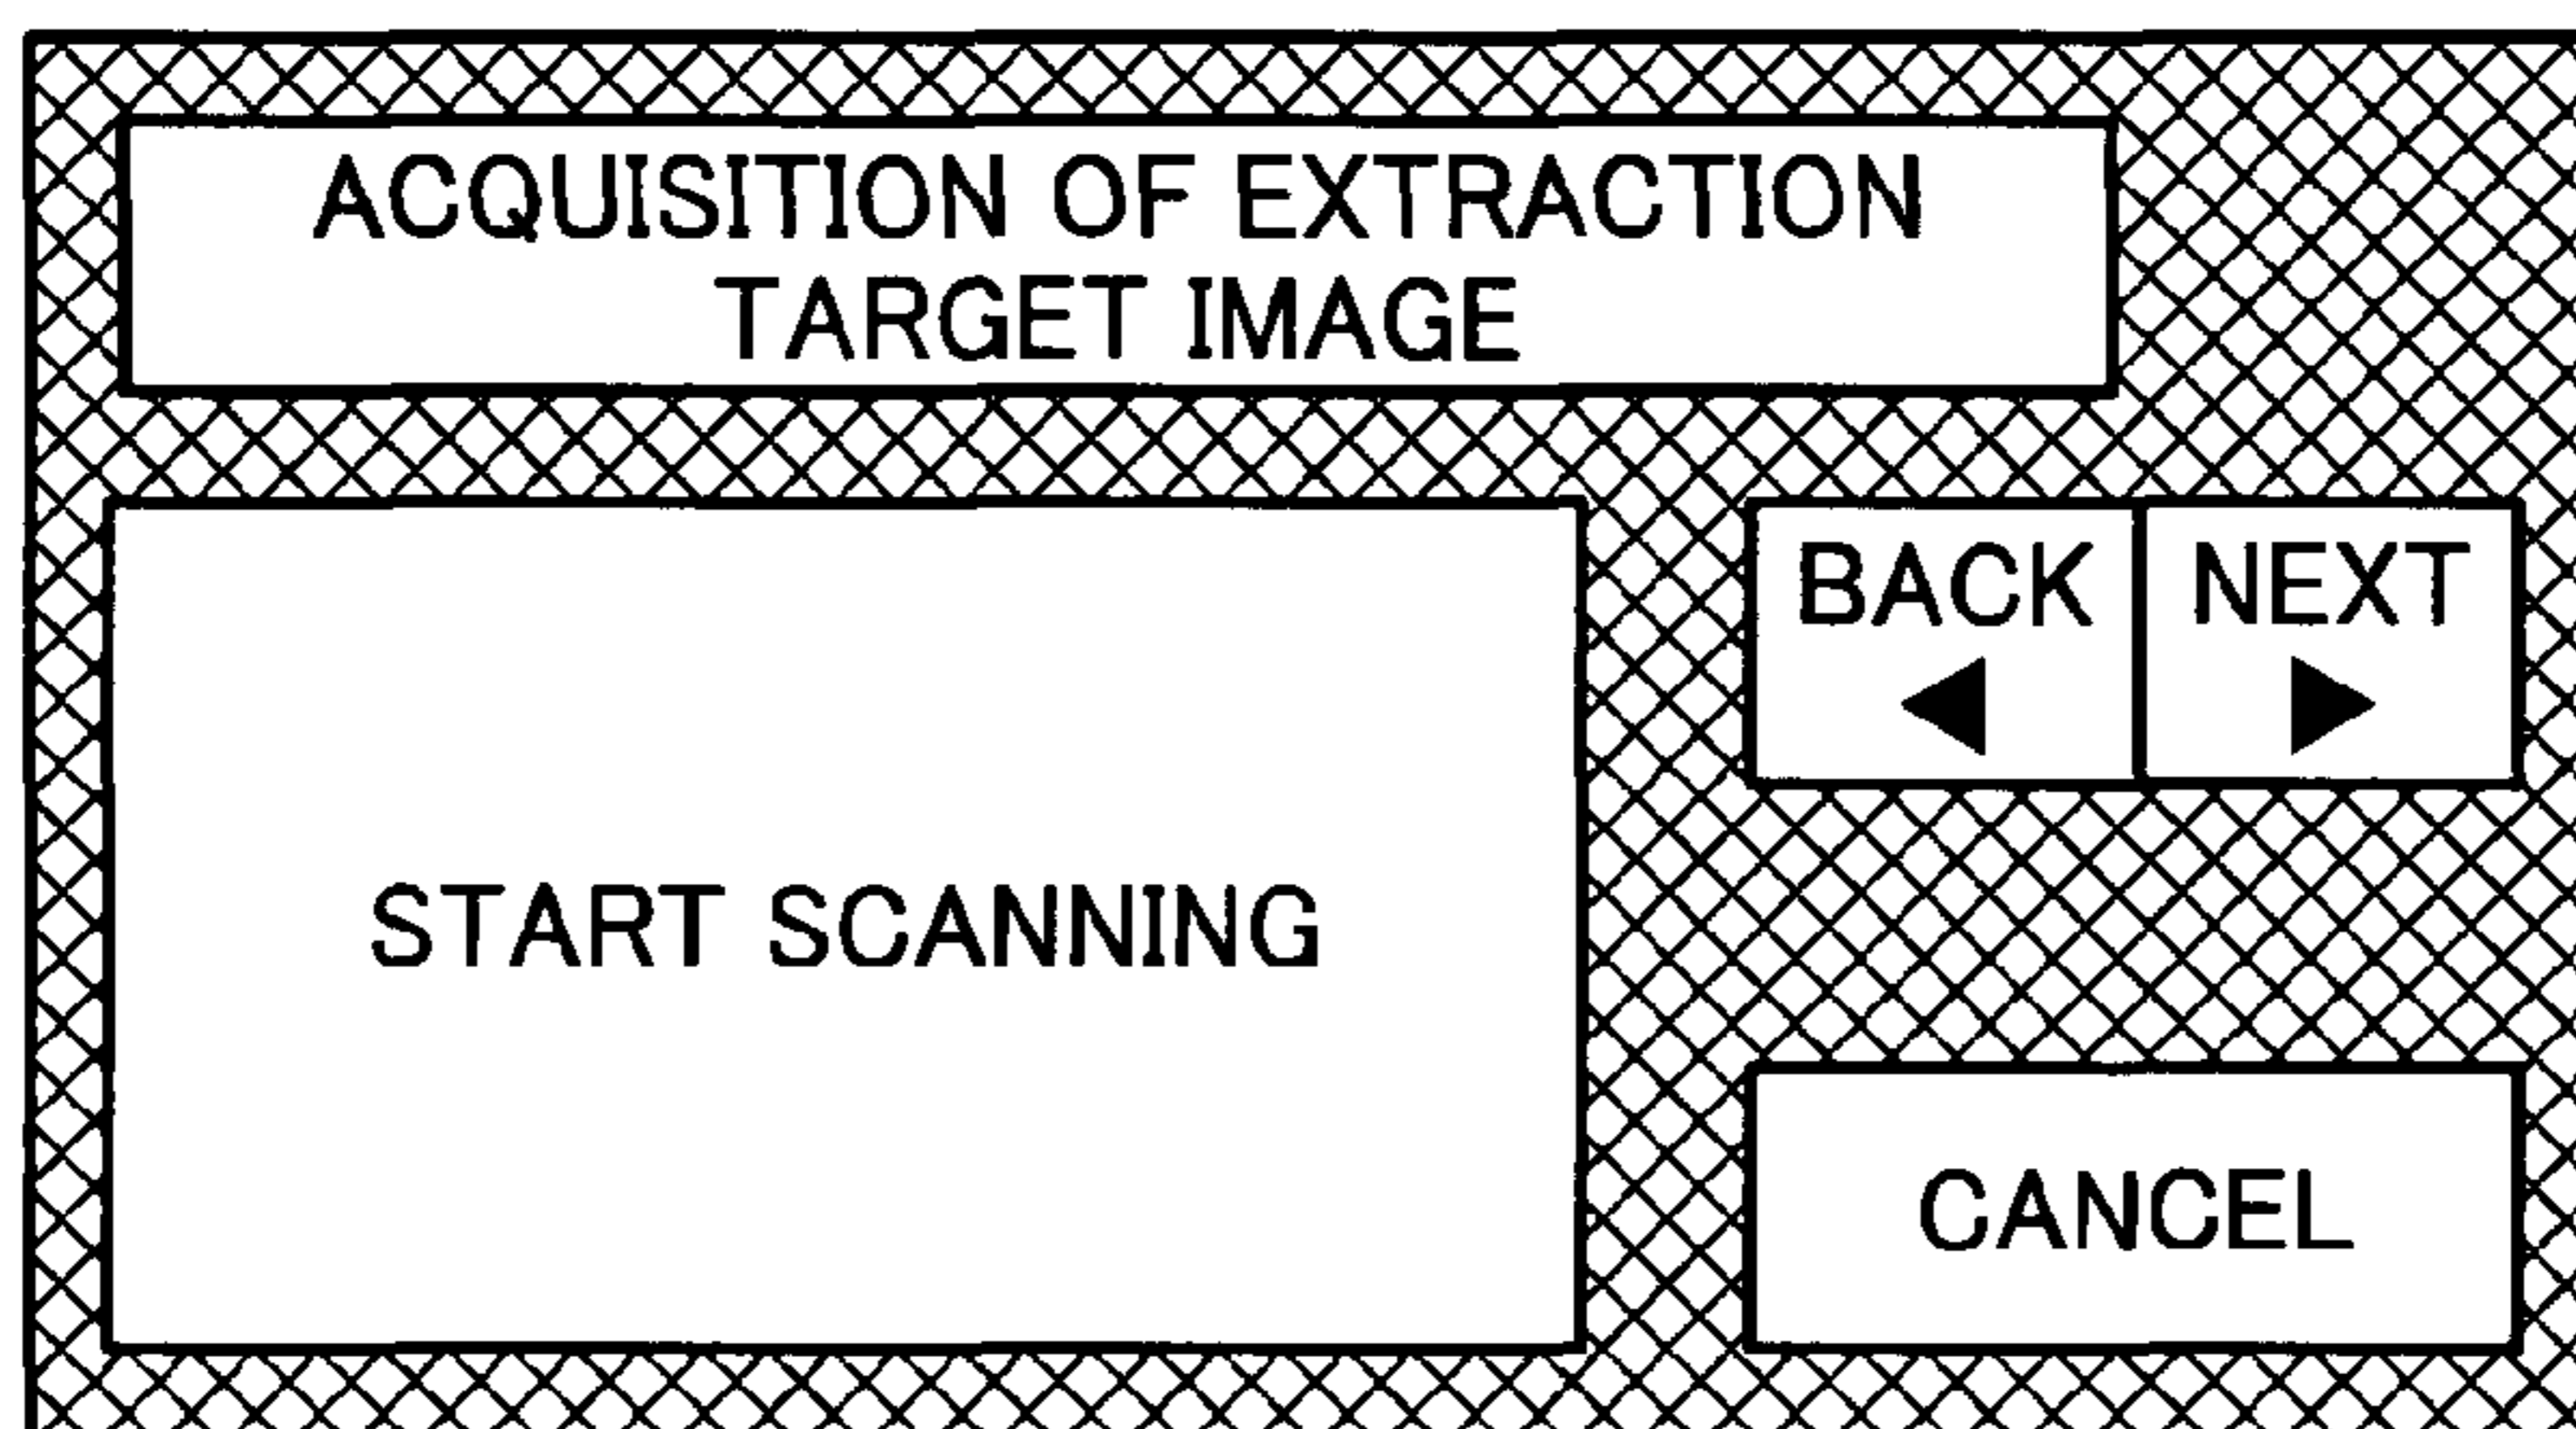 ACQUISITION OF EXTRACTION
TARGET IMAGE
BACK NEXT
START SCANNING
CANCEL